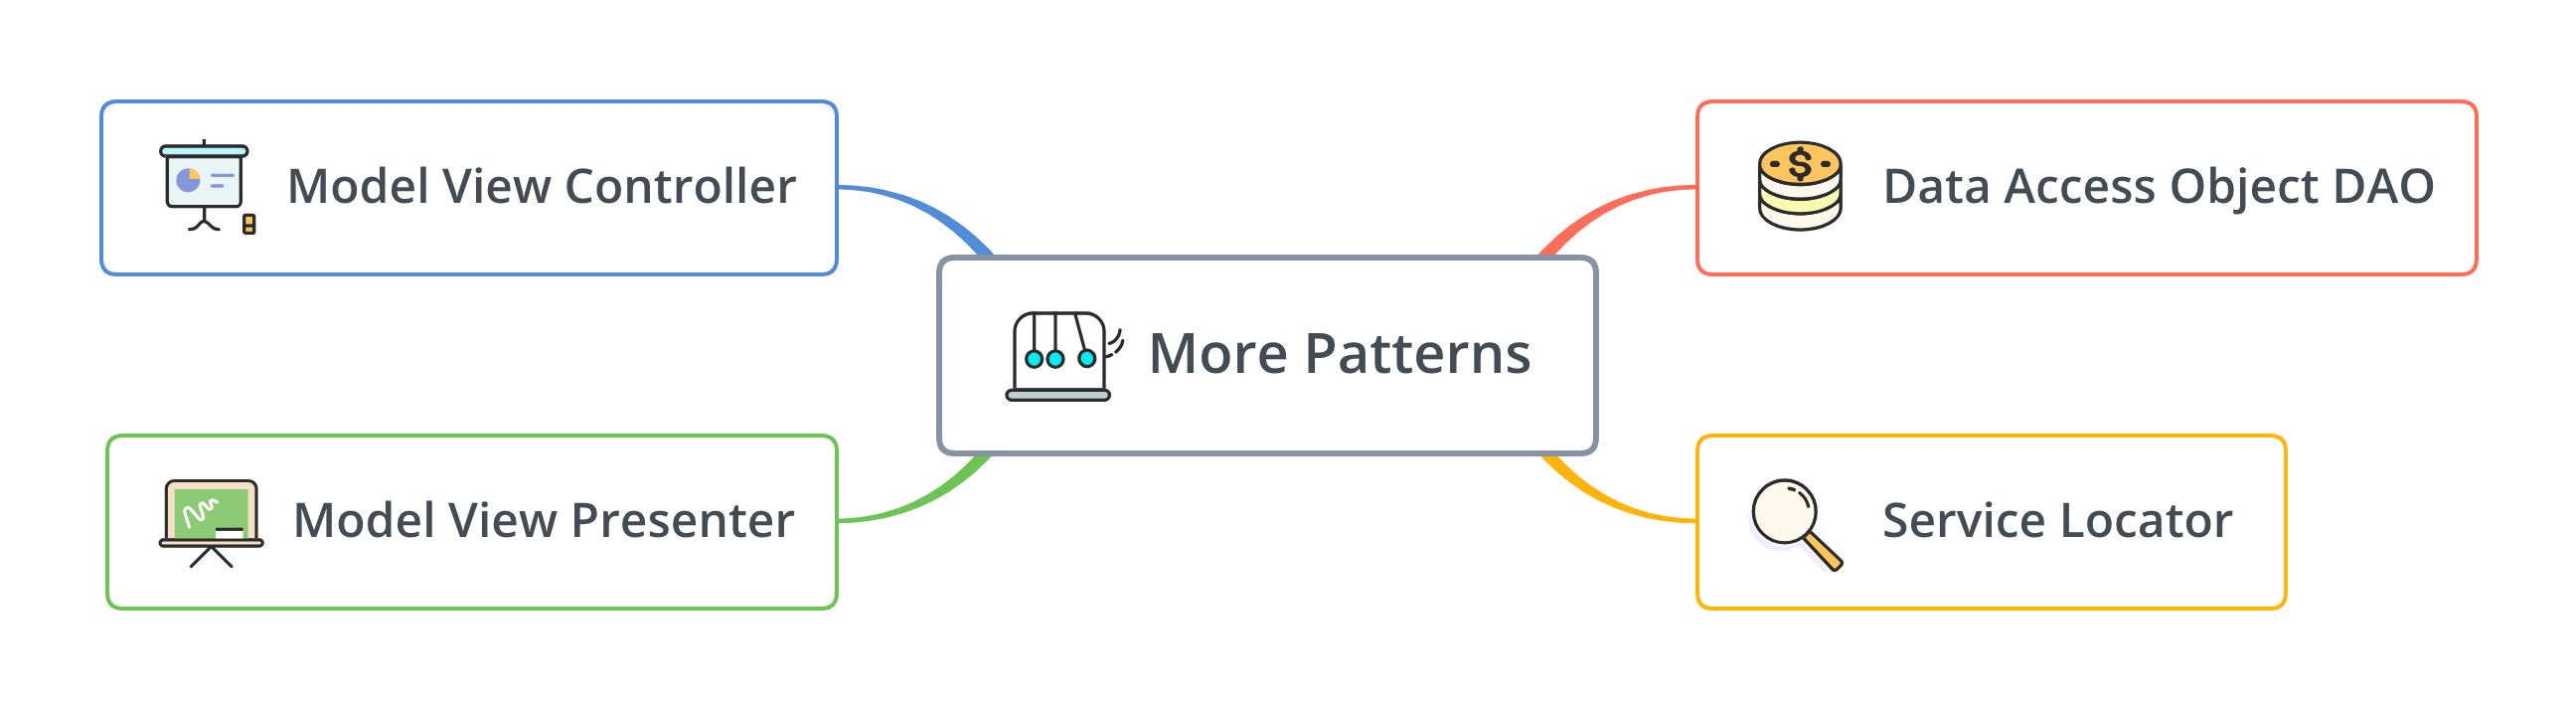 Model View Controller
Data Access Object DAO
More Patterns
Model View Presenter
Service Locator